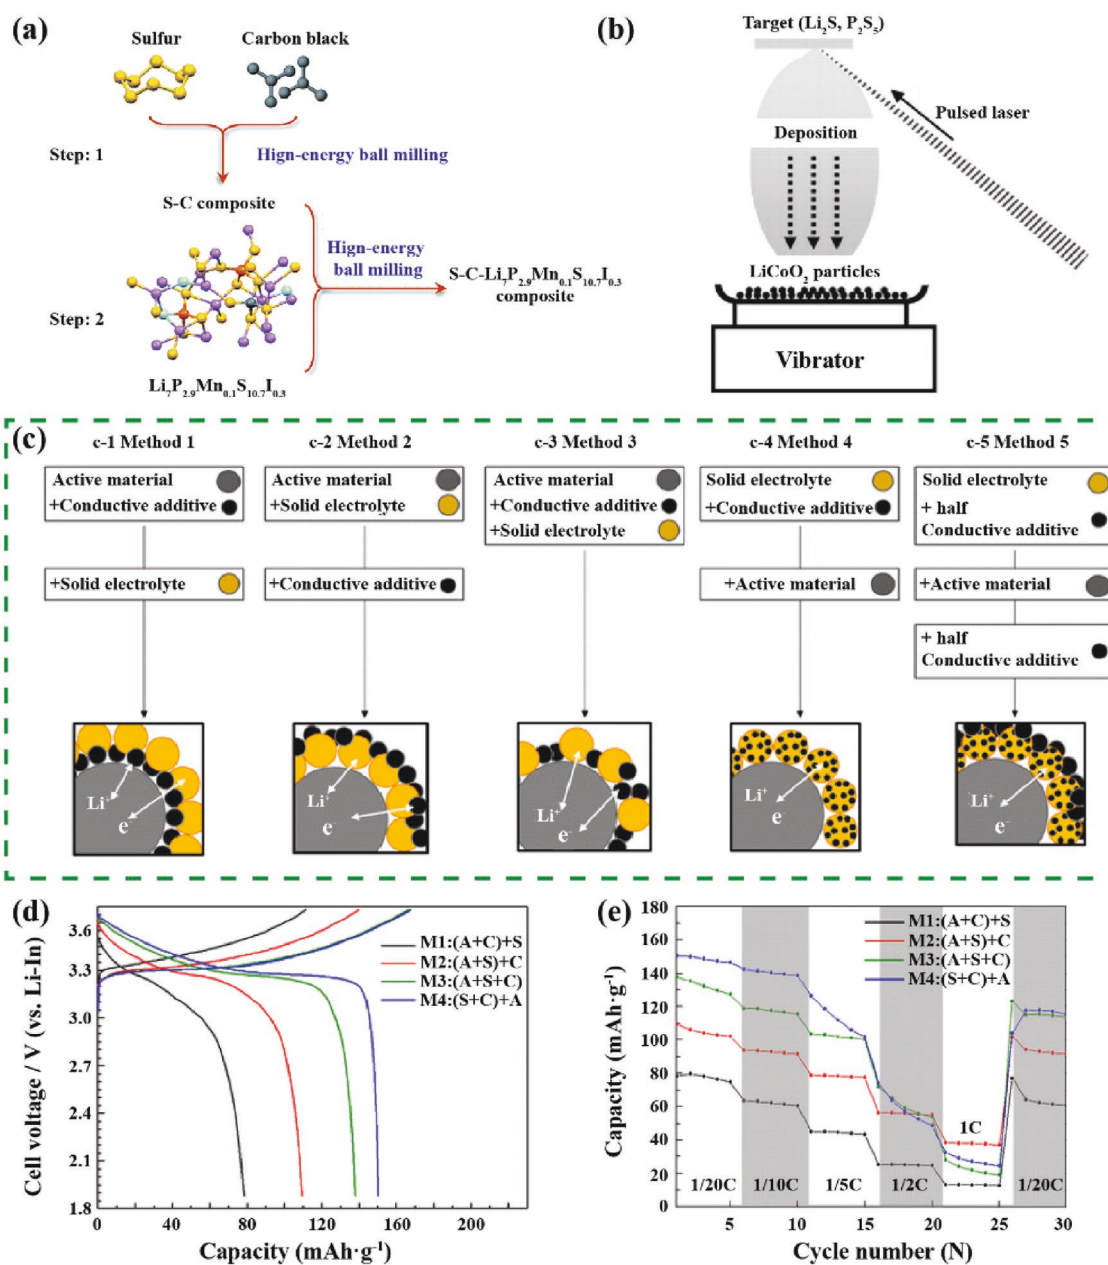 (a)
Sulfur
Carbon black
Step: 1
Hign-energy ball milling
S-C composite
Hign-energy
ball milling
S-C-Li₇P₂.₉Mn₀.₁S₁₀.₇I₀.₃
composite
Step: 2
Li₇P₂.₉Mn₀.₁S₁₀.₇I₀.₃
(b)
Target (Li₂S, P₂S₅)
Pulsed laser
Deposition
LiCoO₂ particles
Vibrator
(c)
c-1 Method 1
Active material
+Conductive additive
+Solid electrolyte
Li⁺
e⁻
c-2 Method 2
Active material
+Solid electrolyte
+Conductive additive
Li⁺
e⁻
c-3 Method 3
Active material
+Conductive additive
+Solid electrolyte
Li⁺
e⁻
c-4 Method 4
Solid electrolyte
+Conductive additive
+Active material
Li⁺
e⁻
c-5 Method 5
Solid electrolyte
+ half
Conductive additive
+Active material
+ half
Conductive additive
Li⁺
e⁻
(d)
Cell voltage / V (vs. Li-In)
3.6
3.3
3.0
2.7
2.4
2.1
1.8
M1:(A+C)+S
M2:(A+S)+C
M3:(A+S+C)
M4:(S+C)+A
0 40 80 120 160 200
Capacity (mAh·g⁻¹)
(e)
Capacity (mAh·g⁻¹)
180
160
140
120
100
80
60
40
20
0
M1:(A+C)+S
M2:(A+S)+C
M3:(A+S+C)
M4:(S+C)+A
1C
1/20C 1/10C 1/5C 1/2C 1/20C
5 10 15 20 25 30
Cycle number (N)